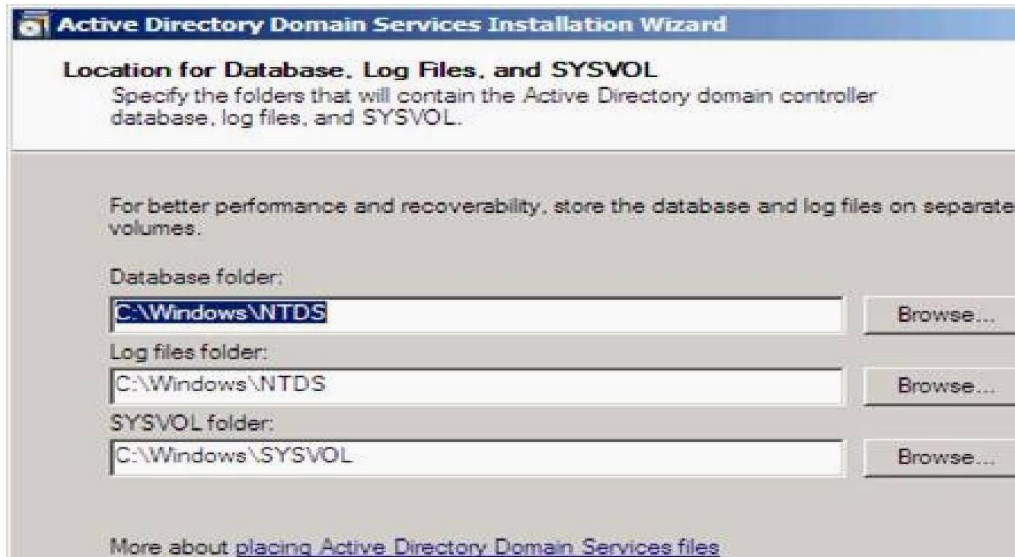 Active Directory Domain Services Installation Wizard
Location for Database, Log Files, and SYSVOL
Specify the folders that will contain the Active Directory domain controller
database, log files, and SYSVOL.
For better performance and recoverability, store the database and log files on separate
volumes.
Database folder:
C:\Windows\NTDS
Browse...
Log files folder:
C:\Windows\NTDS
Browse...
SYSVOL folder:
C:\Windows\SYSVOL
Browse...
More about placing Active Directory Domain Services files